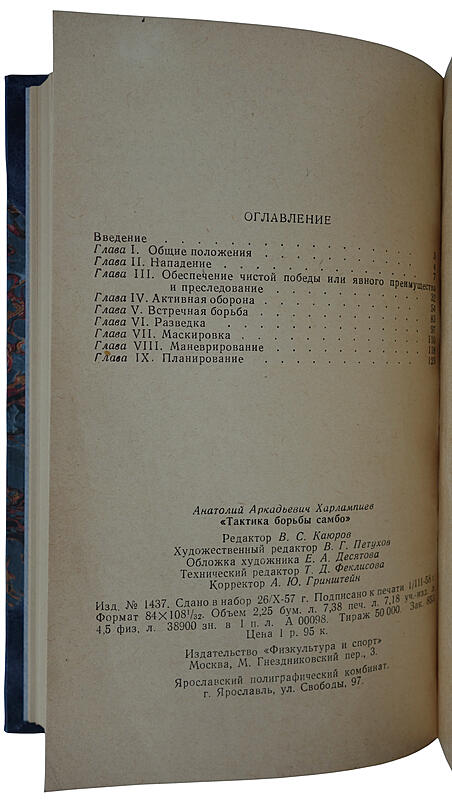 ОГЛАВЛЕНИЕ
Введение
Глава I. Общие положения
Глава II. Нападение
Глава III. Обеспечение чистой победы или явного преимущества
и преследование
Глава IV. Активная оборона
Глава V. Встречная борьба
Глава VI. Разведка
Глава VII. Маскировка
Глава VIII. Маневрирование
Глава IX. Планирование
Анатолий Аркадьевич Харлампиев
«Тактика борьбы самбо»
Редактор В. С. Каюров
Художественный редактор В. Г. Петухов
Обложка художника Е. А. Десятова
Технический редактор Т. Д. Феклисова
Корректор А. Ю. Гринштейн
Изд. № 1437. Сдано в набор 26/X-57 г. Подписано к печати 1/III-58 г.
Формат 84×108¹/₃₂. Объем 2,25 бум. л. 7,38 печ. л. 7,18 уч.-изд. л.
4,5 физ. л. 38900 зн. в 1 п. л. А 00098. Тираж 50 000. Зак.
Цена 1 р. 95 к.
Издательство «Физкультура и спорт»
Москва, М. Гнездниковский пер., 3.
Ярославский полиграфический комбинат.
г. Ярославль, ул. Свободы, 97.